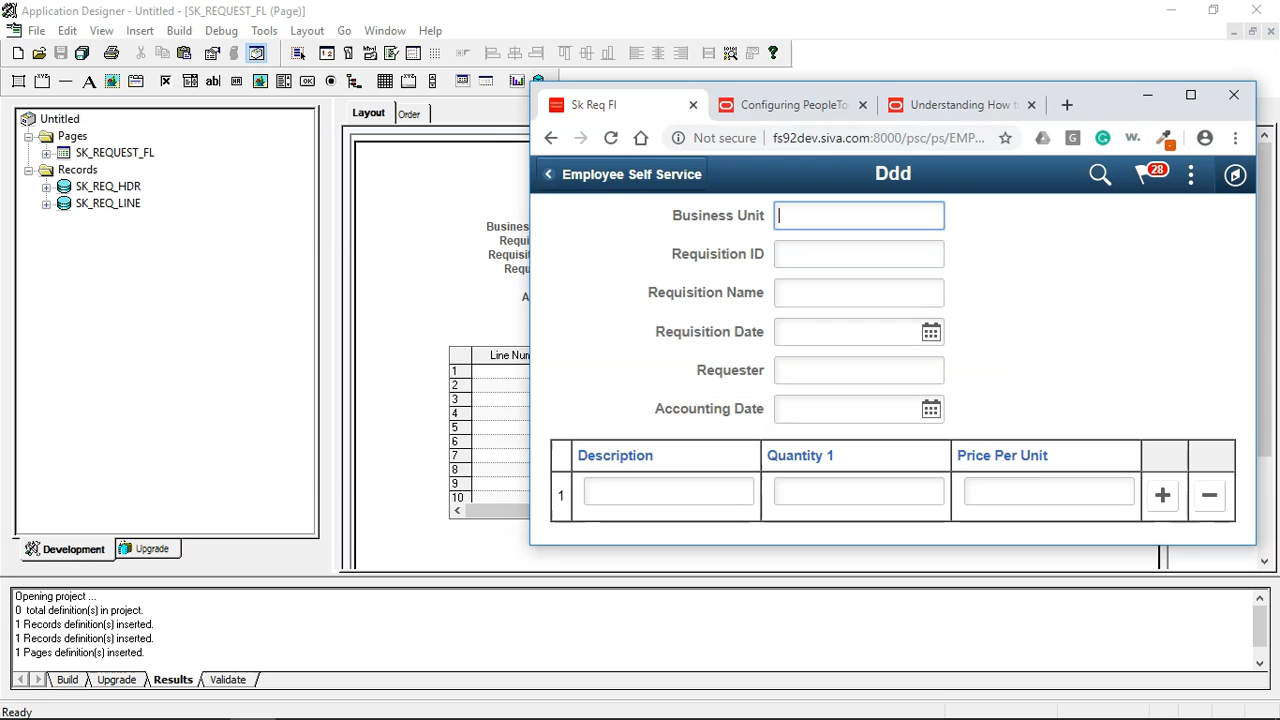 Application Designer - Untitled - [SK_REQUEST_FL (Page)]
File Edit View Insert Build Debug Tools Layout Go Window Help
Untitled
Pages
SK_REQUEST_FL
Records
SK_REQ_HDR
SK_REQ_LINE
Development
Upgrade
Layout
Order
Busines
Requi
Requisit
Requ
A
Line Num
1
2
3
4
5
6
7
8
9
10
Sk Req Fl
Configuring PeopleTo
Understanding How t
Not secure
fs92dev.siva.com:8000/psc/ps/EMP...
Employee Self Service
Ddd
28
Business Unit
Requisition ID
Requisition Name
Requisition Date
Requester
Accounting Date
Description Quantity 1 Price Per Unit
1
Opening project ...
0 total definition(s) in project.
1 Records definition(s) inserted.
1 Records definition(s) inserted.
1 Pages definition(s) inserted.
Build Upgrade Results Validate
Ready